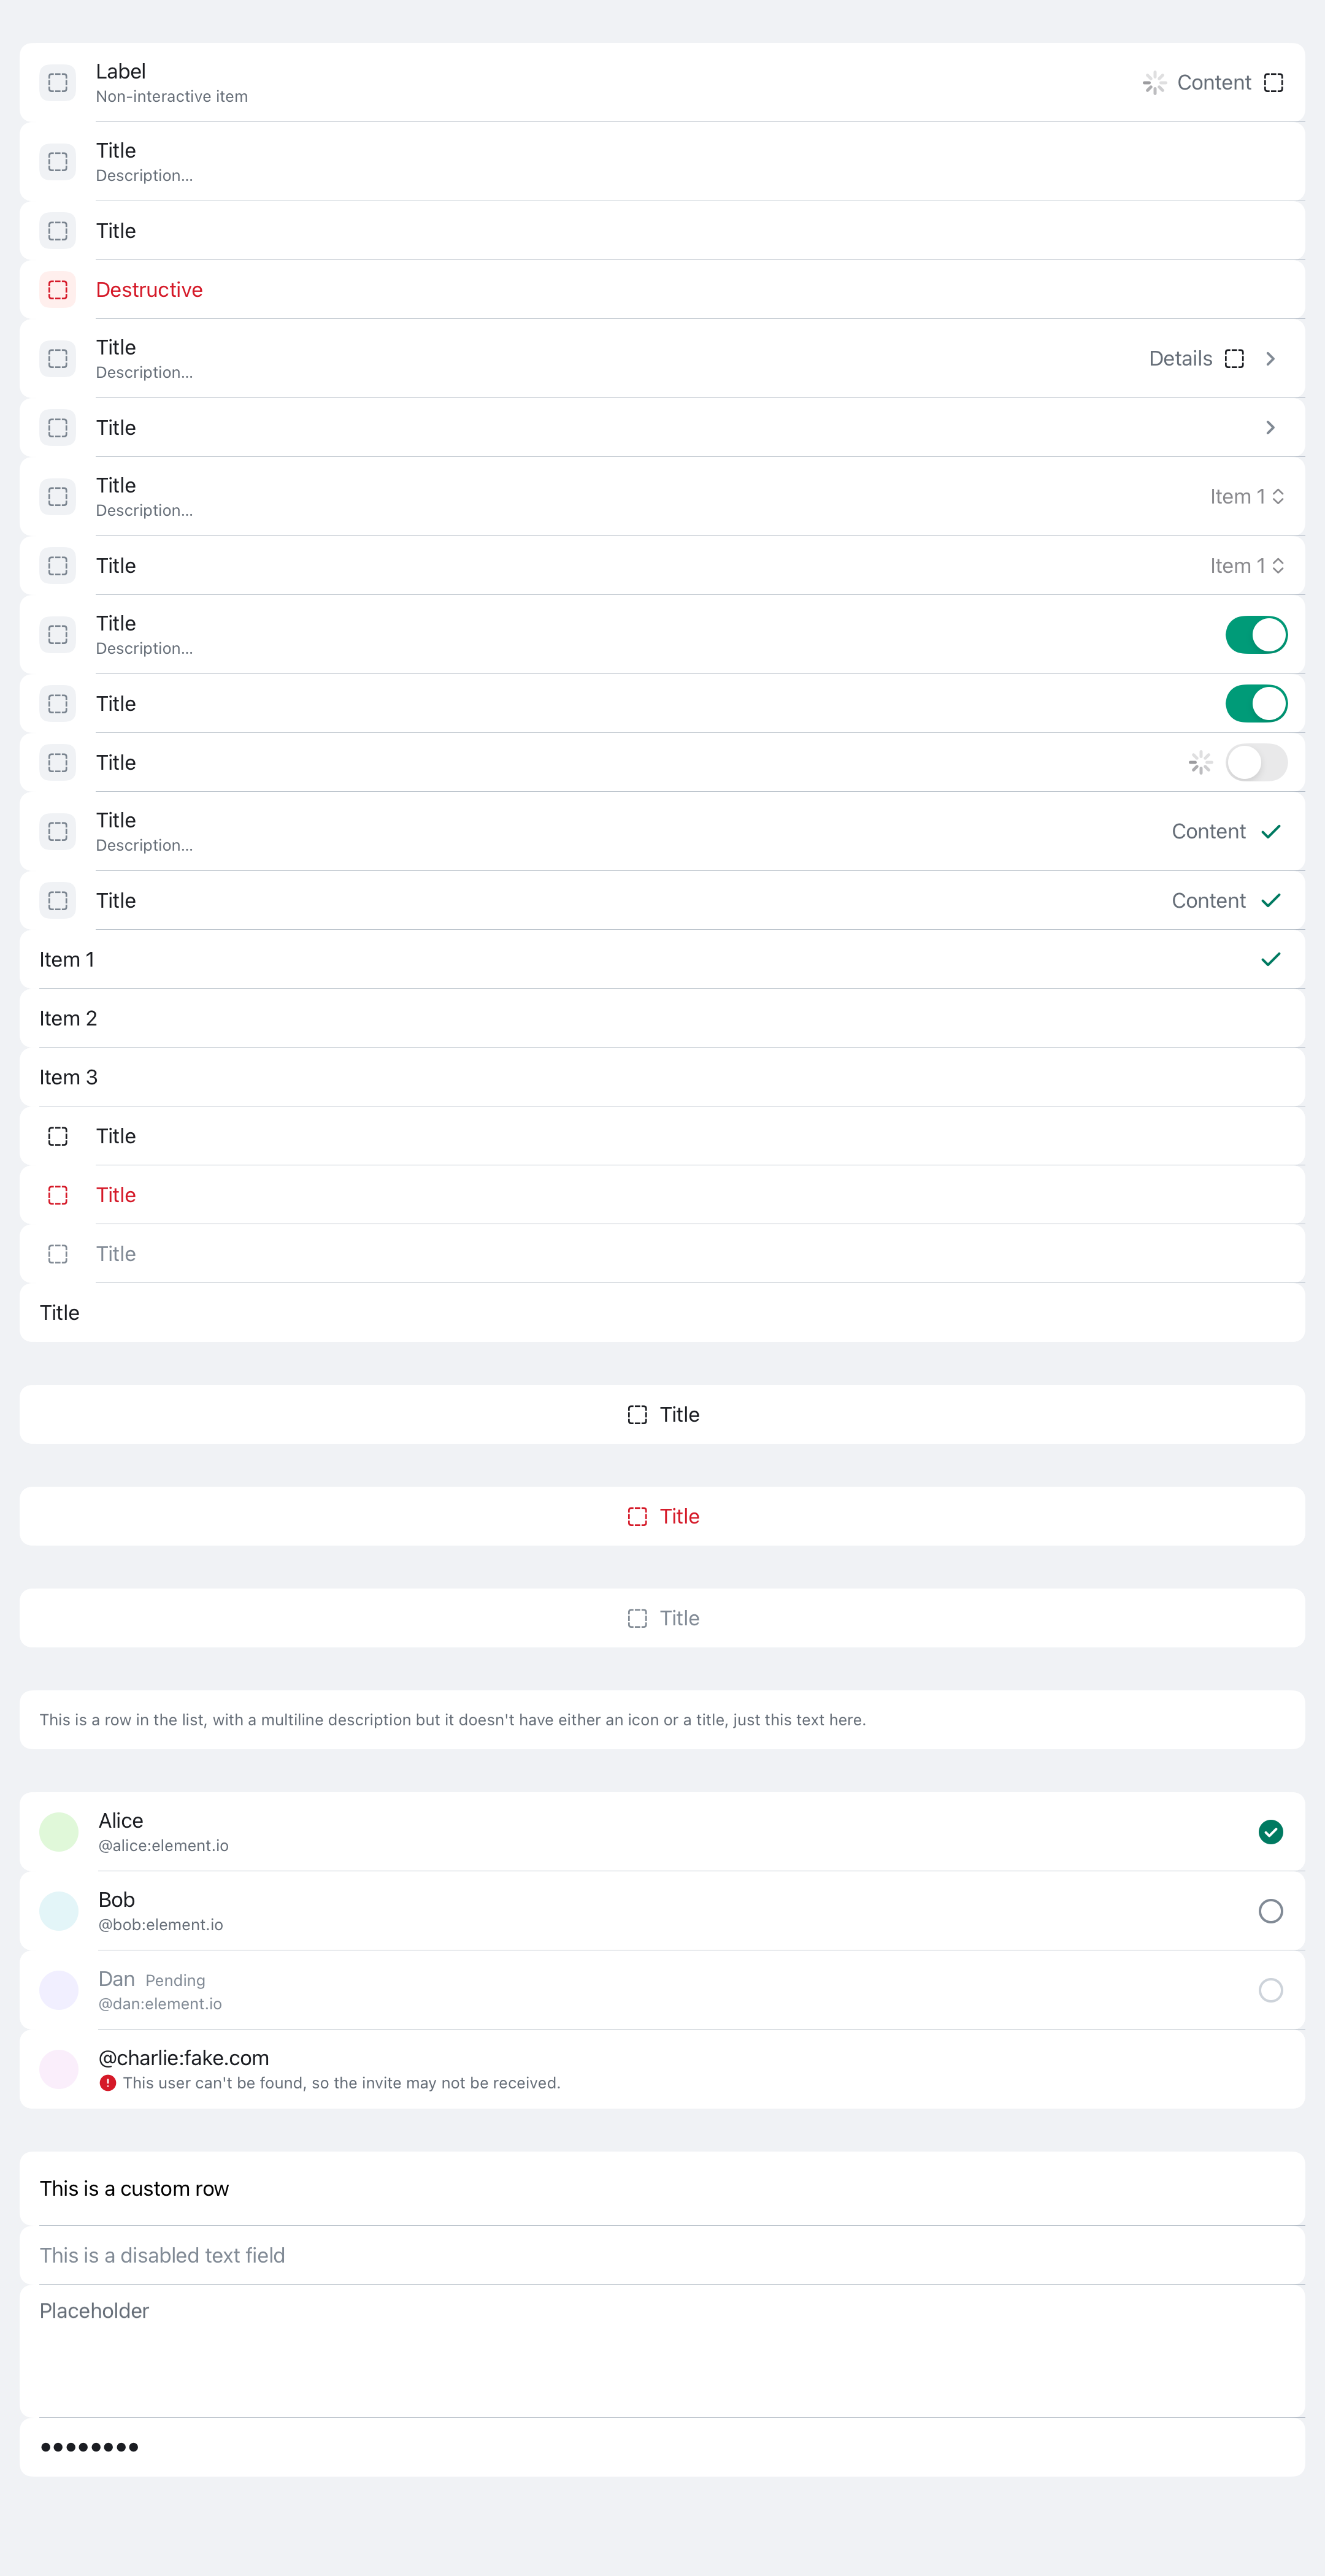 Label
Non-interactive item
Content
Title
Description...
Title
Destructive
Title
Description...
Details
Title
Title
Description...
Item 1
Title
Item 1
Title
Description...
Title
Title
Title
Description...
Content
Title
Content
Item 1
Item 2
Item 3
Title
Title
Title
Title
Title
Title
Title
This is a row in the list, with a multiline description but it doesn't have either an icon or a title, just this text here.
Alice
@alice:element.io
Bob
@bob:element.io
Dan Pending
@dan:element.io
@charlie:fake.com
This user can't be found, so the invite may not be received.
This is a custom row
This is a disabled text field
Placeholder
••••••••